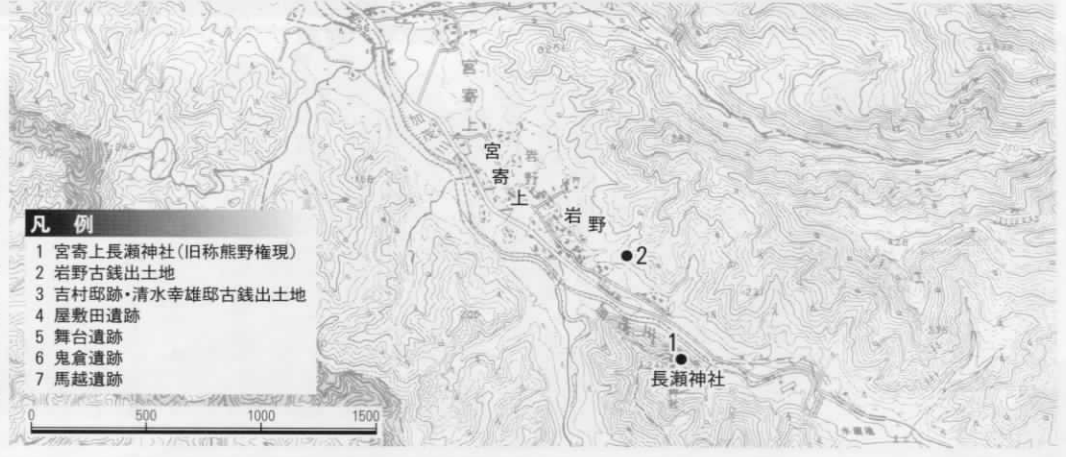 宮寄上
宮寄上
岩野
岩野
2
1
長瀬神社
凡 例
1 宮寄上長瀬神社(旧称熊野権現)
2 岩野古銭出土地
3 吉村邸跡・清水幸雄邸古銭出土地
4 屋敷田遺跡
5 舞台遺跡
6 鬼倉遺跡
7 馬越遺跡
0 500 1000 1500